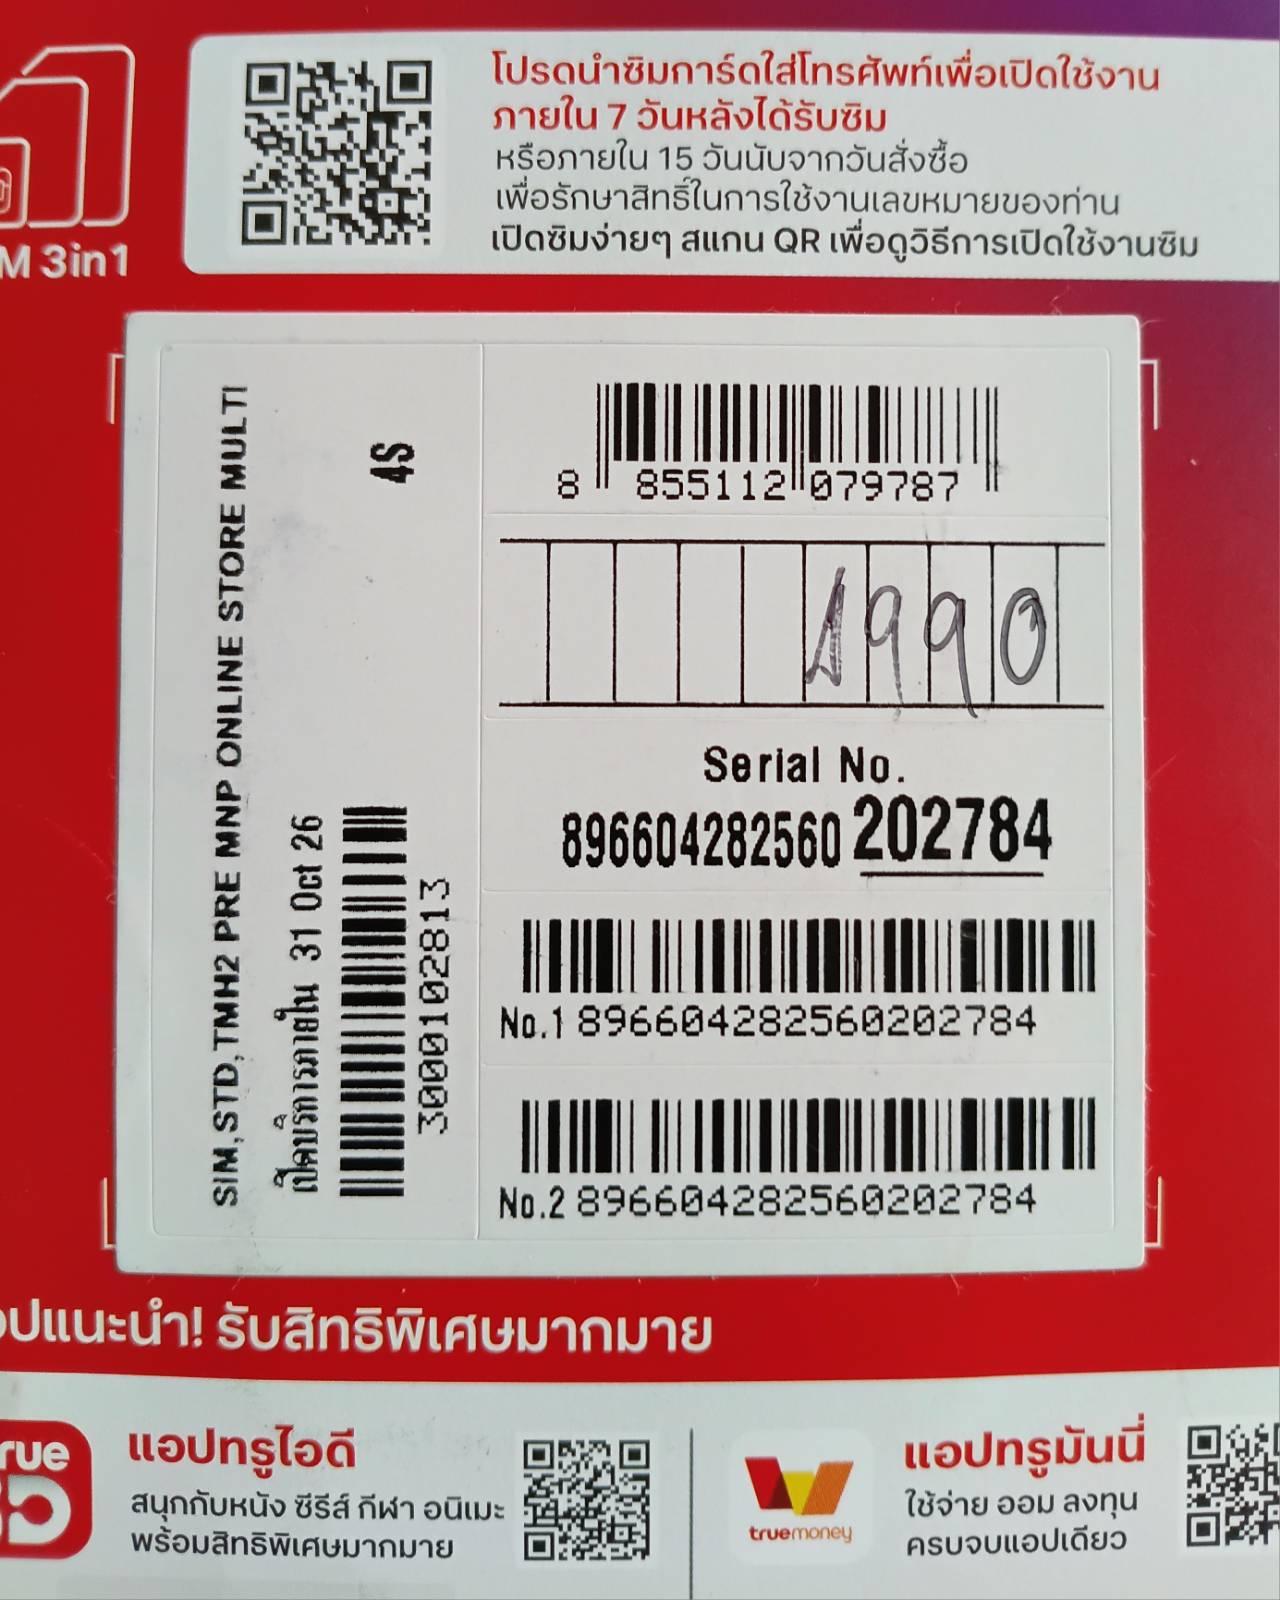 M 3in1
โปรดนำซิมการ์ดใส่โทรศัพท์เพื่อเปิดใช้งาน
ภายใน 7 วันหลังได้รับซิม
หรือภายใน 15 วันนับจากวันสั่งซื้อ
เพื่อรักษาสิทธิ์ในการใช้งานเลขหมายของท่าน
เปิดซิมง่ายๆ สแกน QR เพื่อดูวิธีการเปิดใช้งานซิม
SIM,STD,TMH2 PRE MNP ONLINE STORE MULTI
4S
เปิดบริการภายใน 31 Oct 26
3000102813
8 855112 079787
990
Serial No.
896604282560 202784
No.1 896604282560202784
No.2 896604282560202784
ปแนะนำ! รับสิทธิพิเศษมากมาย
rue
แอปทรูไอดี
สนุกกับหนัง ซีรีส์ กีฬา อนิเมะ
พร้อมสิทธิพิเศษมากมาย
truemoney
แอปทรูมันนี่
ใช้จ่าย ออม ลงทุน
ครบจบแอปเดียว